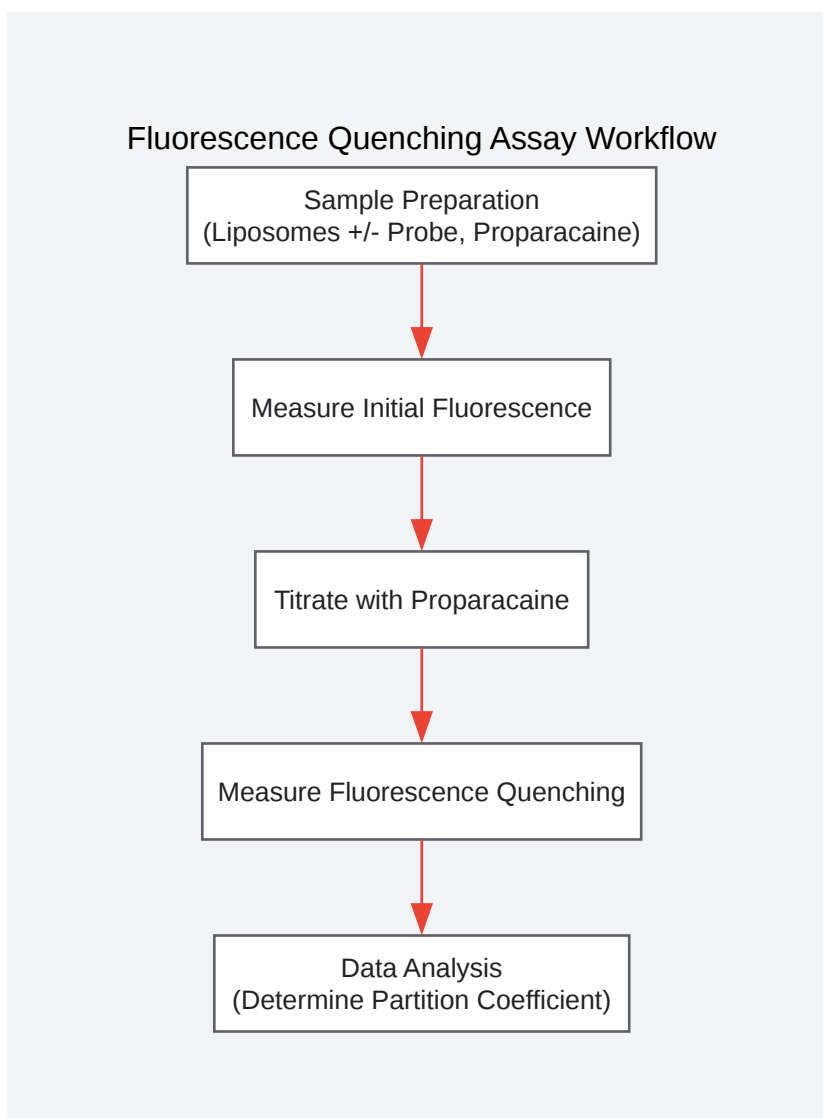 Fluorescence Quenching Assay Workflow
Sample Preparation
(Liposomes +/- Probe, Proparacaine)
Measure Initial Fluorescence
Titrate with Proparacaine
Measure Fluorescence Quenching
Data Analysis
(Determine Partition Coefficient)